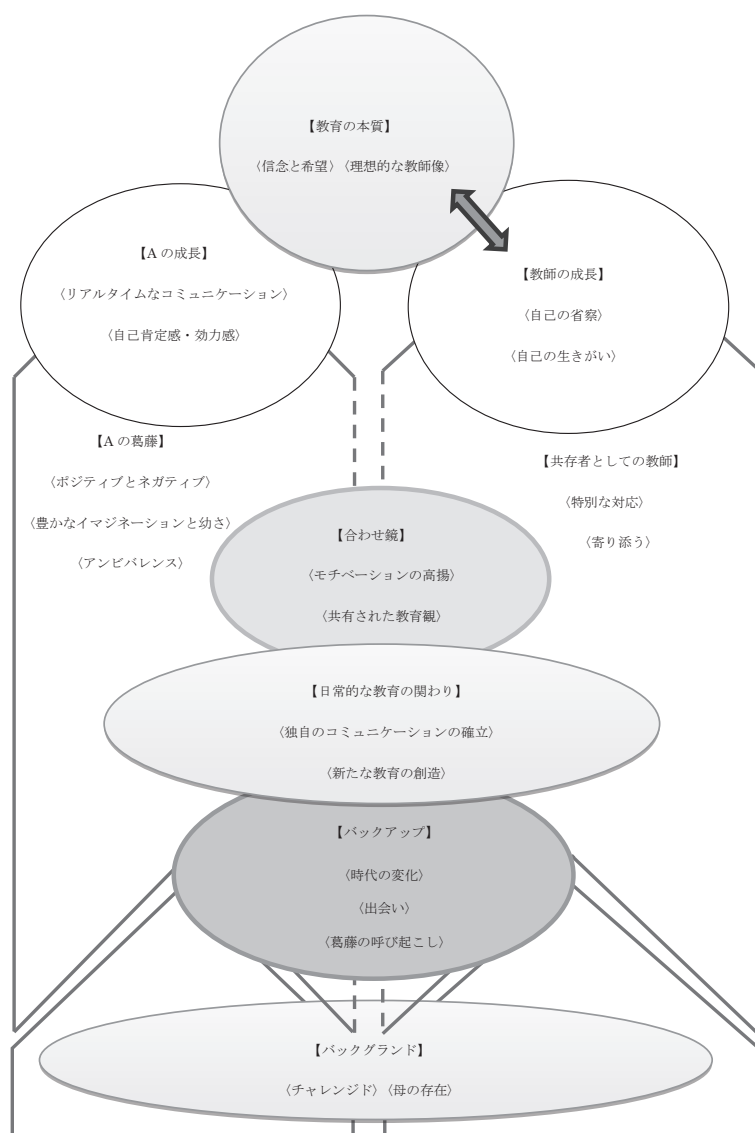 【教育の本質】
〈信念と希望〉〈理想的な教師像〉
【A の成長】
〈リアルタイムなコミュニケーション〉
〈自己肯定感・効力感〉
【教師の成長】
〈自己の省察〉
〈自己の生きがい〉
【A の葛藤】
〈ポジティブとネガティブ〉
〈豊かなイマジネーションと幼さ〉
〈アンビバレンス〉
【共存者としての教師】
〈特別な対応〉
〈寄り添う〉
【合わせ鏡】
〈モチベーションの高揚〉
〈共有された教育観〉
【日常的な教育の関わり】
〈独自のコミュニケーションの確立〉
〈新たな教育の創造〉
【バックアップ】
〈時代の変化〉
〈出会い〉
〈葛藤の呼び起こし〉
【バックグランド】
〈チャレンジド〉〈母の存在〉